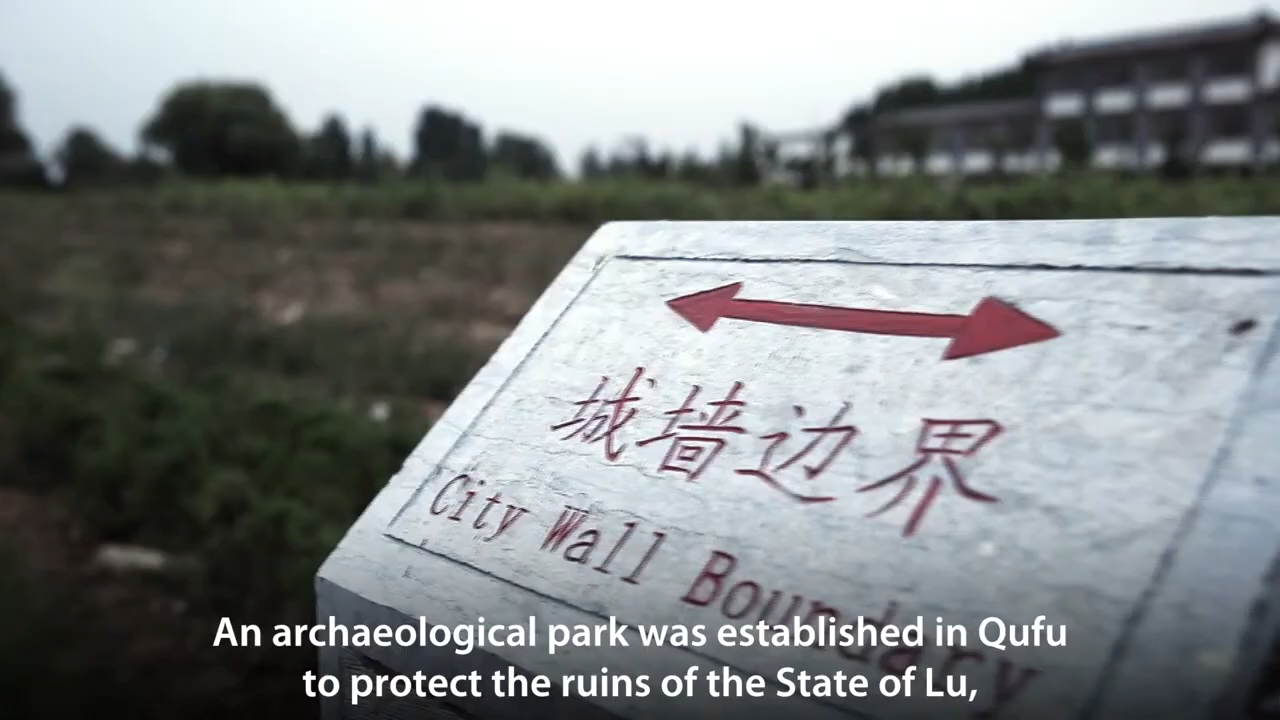 城墙边界
City Wall Boundary
An archaeological park was established in Qufu
to protect the ruins of the State of Lu,